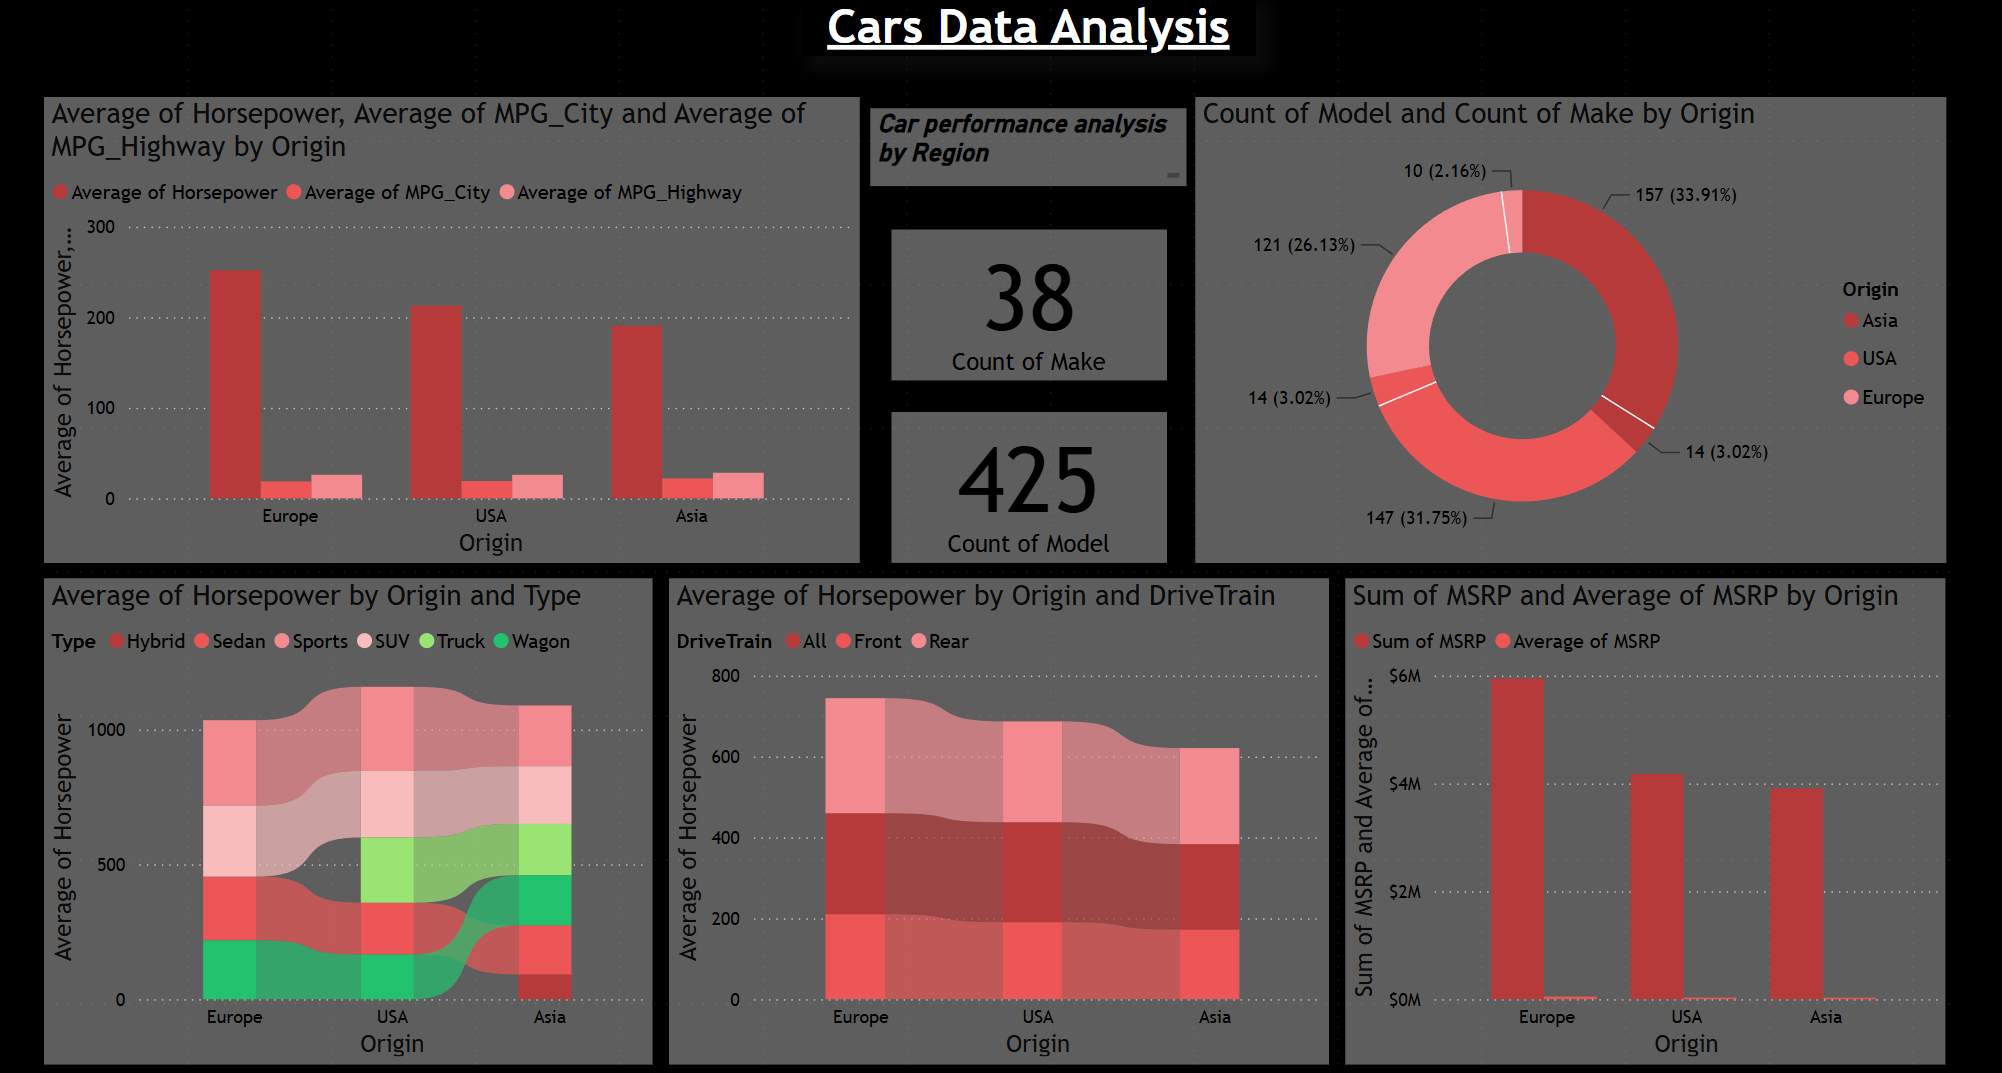 Cars Data Analysis
Average of Horsepower, Average of MPG_City and Average of
MPG_Highway by Origin
Average of Horsepower Average of MPG_City Average of MPG_Highway
Average of Horsepower,...
300
200
100
0
Europe USA Asia
Origin
Car performance analysis
by Region
38
Count of Make
425
Count of Model
Count of Model and Count of Make by Origin
10 (2.16%)
157 (33.91%)
121 (26.13%)
14 (3.02%)
14 (3.02%)
147 (31.75%)
Origin
Asia
USA
Europe
Average of Horsepower by Origin and Type
Type Hybrid Sedan Sports SUV Truck Wagon
Average of Horsepower
1000
500
0
Europe USA Asia
Origin
Average of Horsepower by Origin and DriveTrain
DriveTrain All Front Rear
Average of Horsepower
800
600
400
200
0
Europe USA Asia
Origin
Sum of MSRP and Average of MSRP by Origin
Sum of MSRP Average of MSRP
Sum of MSRP and Average of...
$6M
$4M
$2M
$0M
Europe USA Asia
Origin